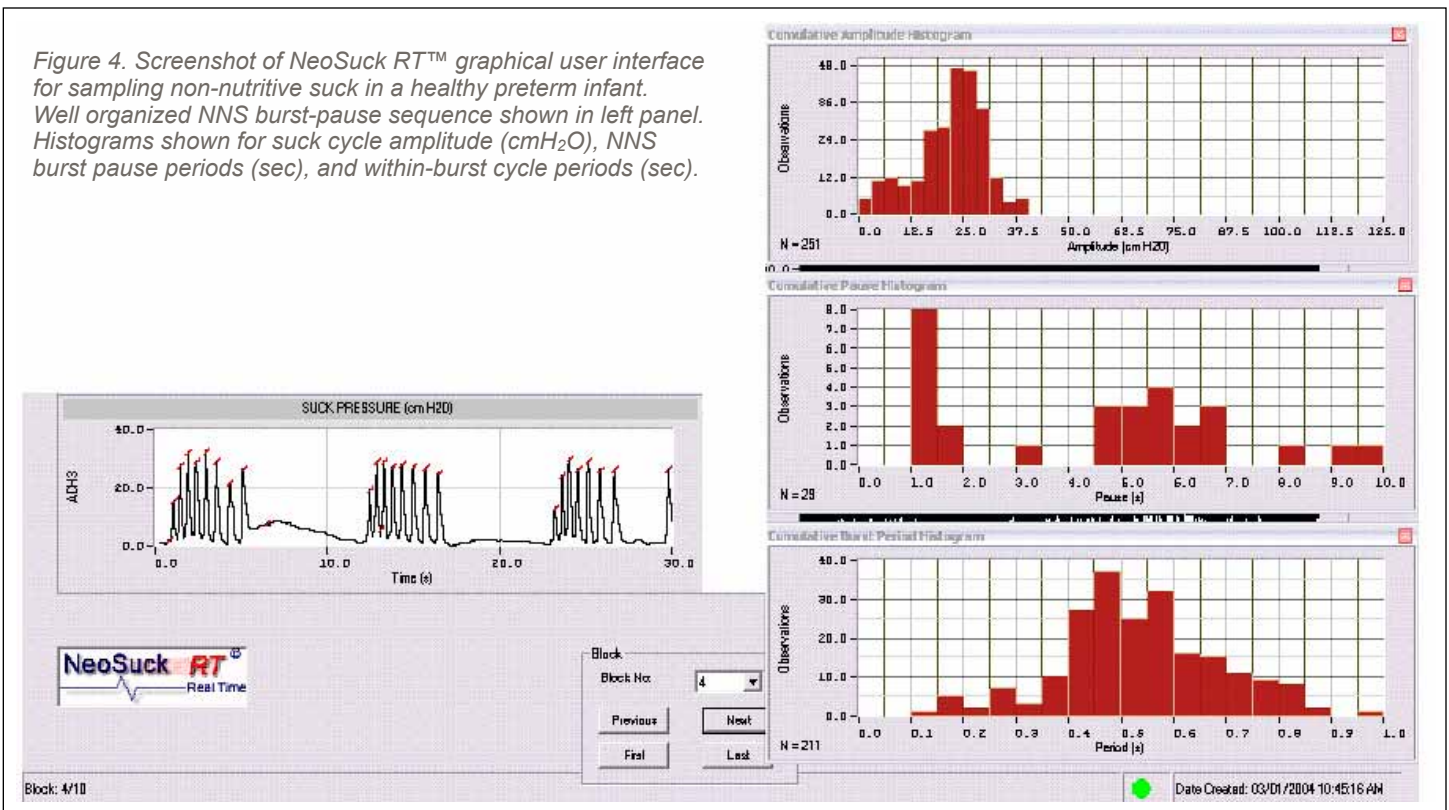 Figure 4. Screenshot of NeoSuck RT™ graphical user interface
for sampling non-nutritive suck in a healthy preterm infant.
Well organized NNS burst-pause sequence shown in left panel.
Histograms shown for suck cycle amplitude (cmH₂O), NNS
burst pause periods (sec), and within-burst cycle periods (sec).
SUCK PRESSURE (cm H2O)
40.0
20.0
0.0
ADH3
0.0 10.0 20.0 30.0
Time (s)
NeoSuck RT®
Real Time
Block
Block No: 4
Previous Next
First Last
Cumulative Amplitude Histogram
48.0
36.0
24.0
12.0
0.0
Observations
0.0 12.5 25.0 37.5 50.0 62.5 75.0 87.5 100.0 112.5 125.0
N = 251
Amplitude (cm H2O)
Cumulative Pause Histogram
8.0
7.0
6.0
5.0
4.0
3.0
2.0
1.0
0.0
Observations
0.0 1.0 2.0 3.0 4.0 5.0 6.0 7.0 8.0 9.0 10.0
N = 29
Pause (s)
Cumulative Burst Period Histogram
40.0
30.0
20.0
10.0
0.0
Observations
0.0 0.1 0.2 0.3 0.4 0.5 0.6 0.7 0.8 0.9 1.0
N = 211
Period (s)
Block: 4/10
Date Created: 03/01/2004 10:45:16 AM